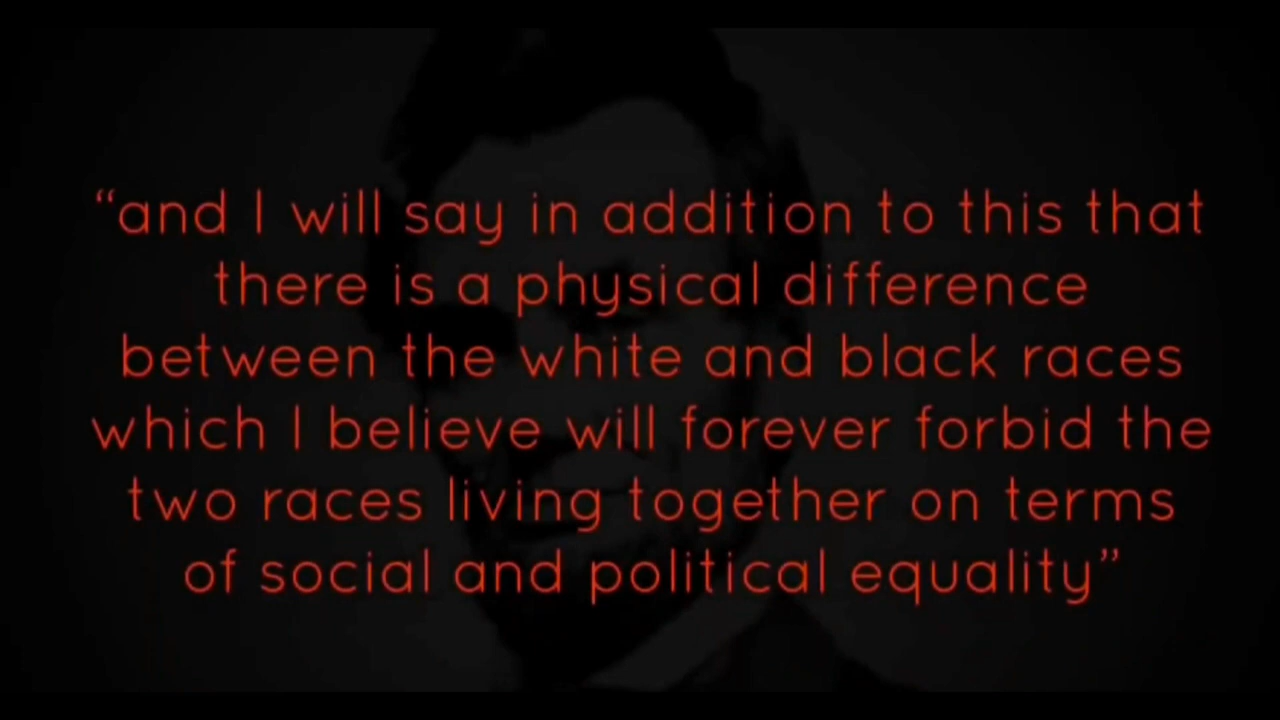 “and I will say in addition to this that
there is a physical difference
between the white and black races
which I believe will forever forbid the
two races living together on terms
of social and political equality”